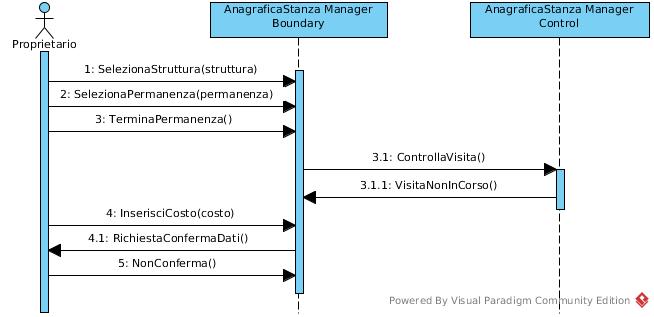 AnagraficaStanza Manager
Boundary
AnagraficaStanza Manager
Control
Proprietario
1: SelezionaStruttura(struttura)
2: SelezionaPermanenza(permanenza)
3: TerminaPermanenza()
3.1: ControllaVisita()
3.1.1: VisitaNonInCorso()
4: InserisciCosto(costo)
4.1: RichiestaConfermaDati()
5: NonConferma()
Powered By Visual Paradigm Community Edition